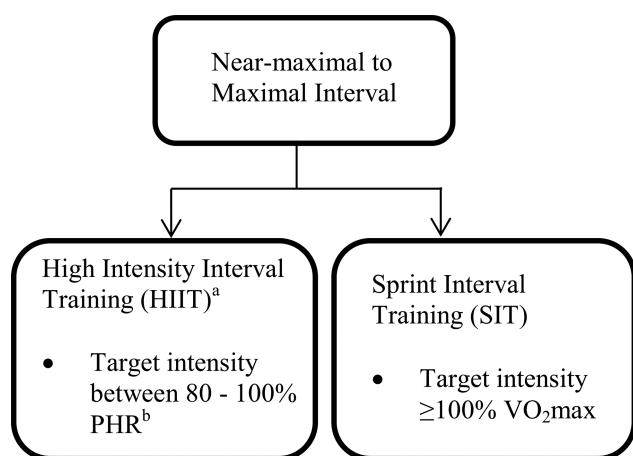 Near-maximal to
Maximal Interval
High Intensity Interval
Training (HIIT)ᵃ
• Target intensity
between 80 - 100%
PHRᵇ
Sprint Interval
Training (SIT)
• Target intensity
≥100% VO₂max